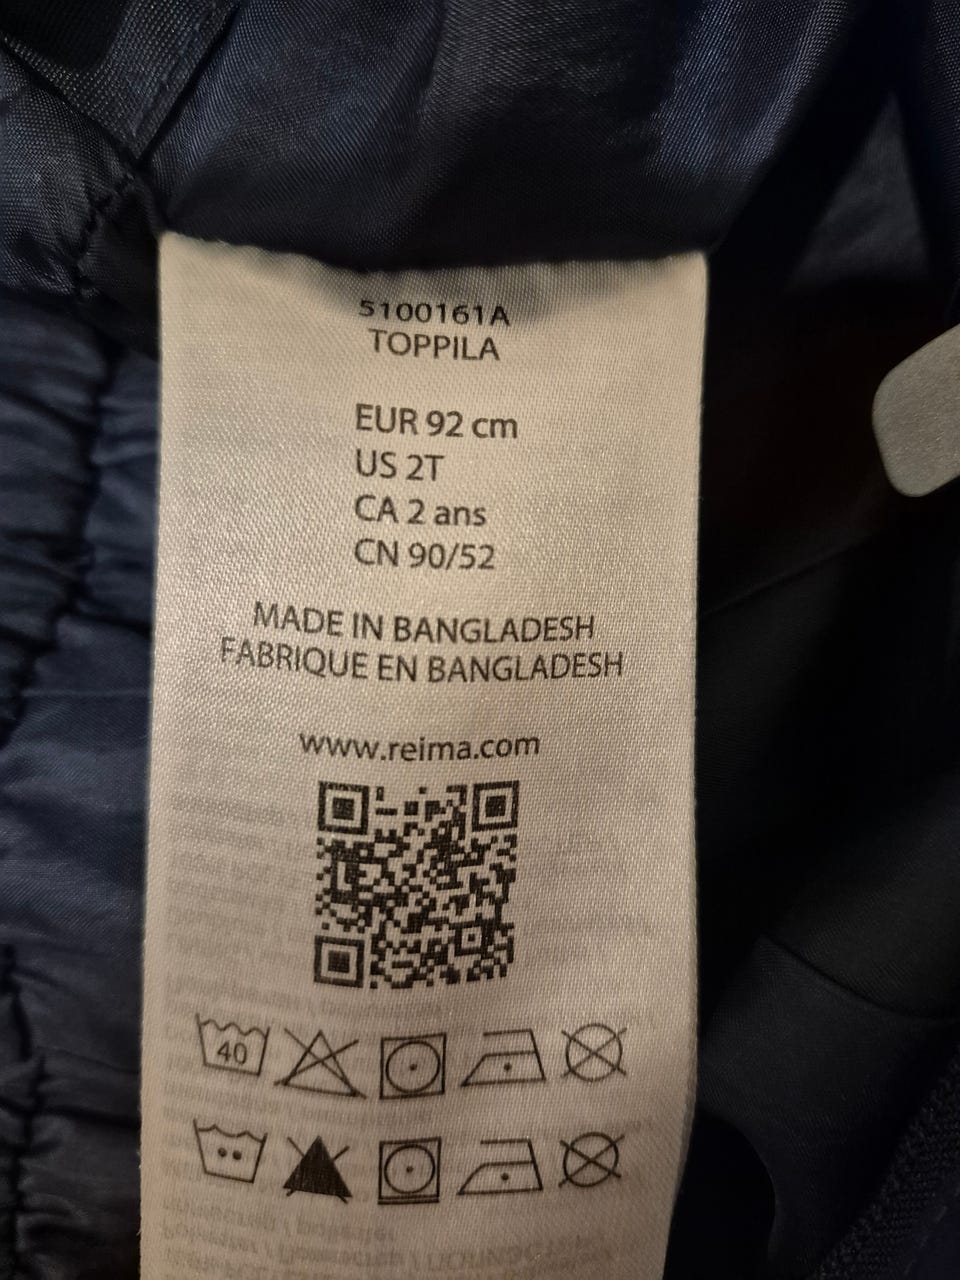 5100161A
TOPPILA
EUR 92 cm
US 2T
CA 2 ans
CN 90/52
MADE IN BANGLADESH
FABRIQUE EN BANGLADESH
www.reima.com
40